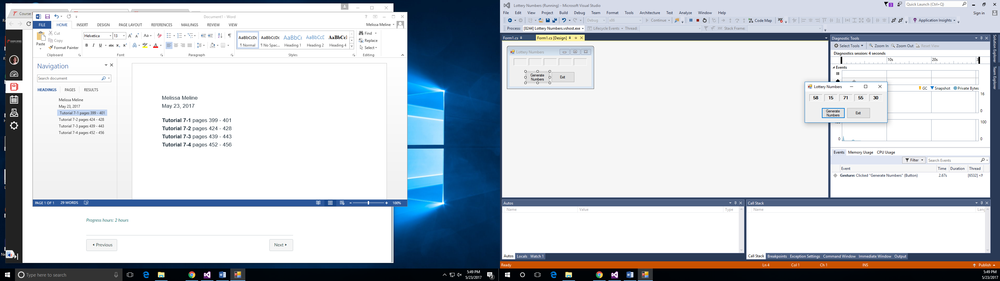 Course
Document1 - Word
FILE HOME INSERT DESIGN PAGE LAYOUT REFERENCES MAILINGS REVIEW VIEW
Melissa Meline
Paste
Cut
Copy
Format Painter
Clipboard
Helvetica 13
Font
Paragraph
AaBbCcDc AaBbCcDc AaBbCc AaBbCcD AaBbCcI
¶ Normal ¶ No Spac... Heading 1 Heading 2 Heading 4
Styles
Find
Replace
Select
Editing
Navigation
Search document
HEADINGS PAGES RESULTS
Melissa Meline
May 23, 2017
Tutorial 7-1 pages 399 - 401
Tutorial 7-2 pages 424 - 428
Tutorial 7-3 pages 439 - 443
Tutorial 7-4 pages 452 - 456
Melissa Meline
May 23, 2017
Tutorial 7-1 pages 399 - 401
Tutorial 7-2 pages 424 - 428
Tutorial 7-3 pages 439 - 443
Tutorial 7-4 pages 452 - 456
PAGE 1 OF 1 29 WORDS 100%
Progress hours: 2 hours
Previous Next
Type here to search
5:49 PM
5/23/2017
2
Lottery Numbers (Running) - Microsoft Visual Studio
3
Quick Launch (Ctrl+Q)
File Edit View Project Build Debug Team Format Tools Architecture Test Analyze Window Help
Sign in
Debug x86 Continue Code Map Application Insights
Process: [8244] Lottery Numbers.vshost.exe Lifecycle Events Thread: Stack Frame:
Form1.cs Form1.cs [Design]
Lottery Numbers
Generate Numbers
Exit
Diagnostic Tools
Select Tools Zoom In Zoom Out Reset View
Diagnostics session: 4 seconds
10s 20s 3
Events
GC Snapshot Private Bytes
16
0
Lottery Numbers
58 15 71 55 30
Generate Numbers
Exit
100 100
0 0
Events Memory Usage CPU Usage
Filter Search Events
Event Time Duration Thread
Gesture: Clicked "Generate Numbers" (Button) 2.67s [6532] <N
Solution Explorer
Team Explorer
Autos
Name Value Type
Autos Locals Watch 1
Call Stack
Name Lang
Call Stack Breakpoints Exception Settings Command Window Immediate Window Output
Ready Ln 4 Col 1 Ch 1 INS Publish
5:49 PM
5/23/2017